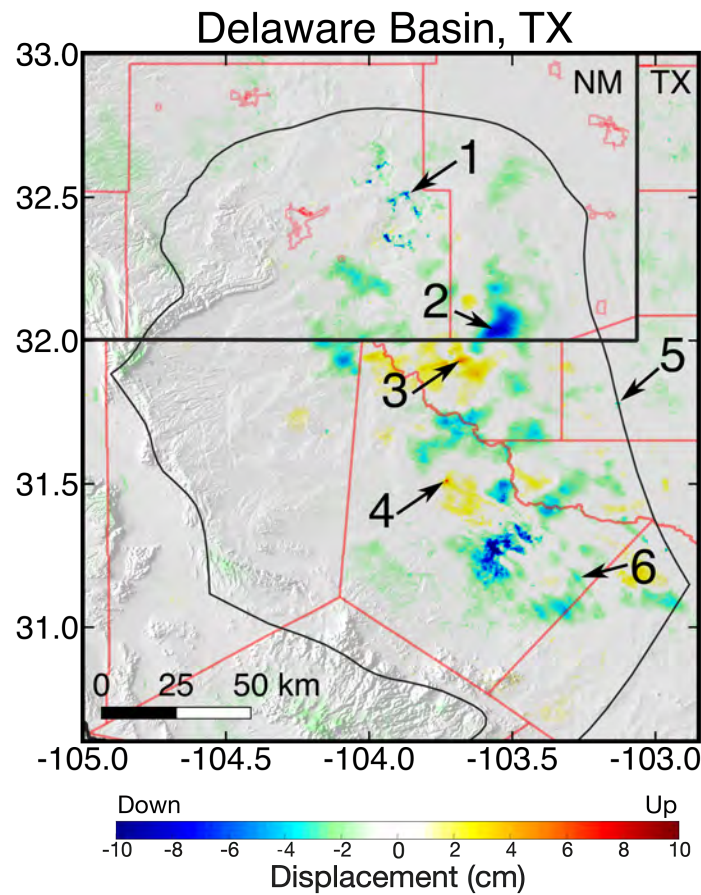 Delaware Basin, TX
33.0
NM TX
1
32.5
2
32.0
5
3
31.5
4
6
31.0
0 25 50 km
-105.0 -104.5 -104.0 -103.5 -103.0
Down Up
-10 -8 -6 -4 -2 0 2 4 6 8 10
Displacement (cm)